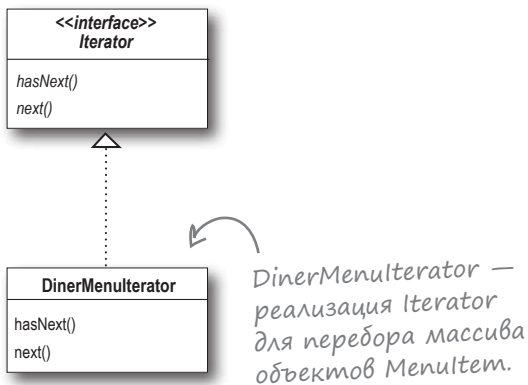 <<interface>>
Iterator
hasNext()
next()
DinerMenuIterator
hasNext()
next()
DinerMenuIterator —
реализация Iterator
для перебора массива
объектов MenuItem.